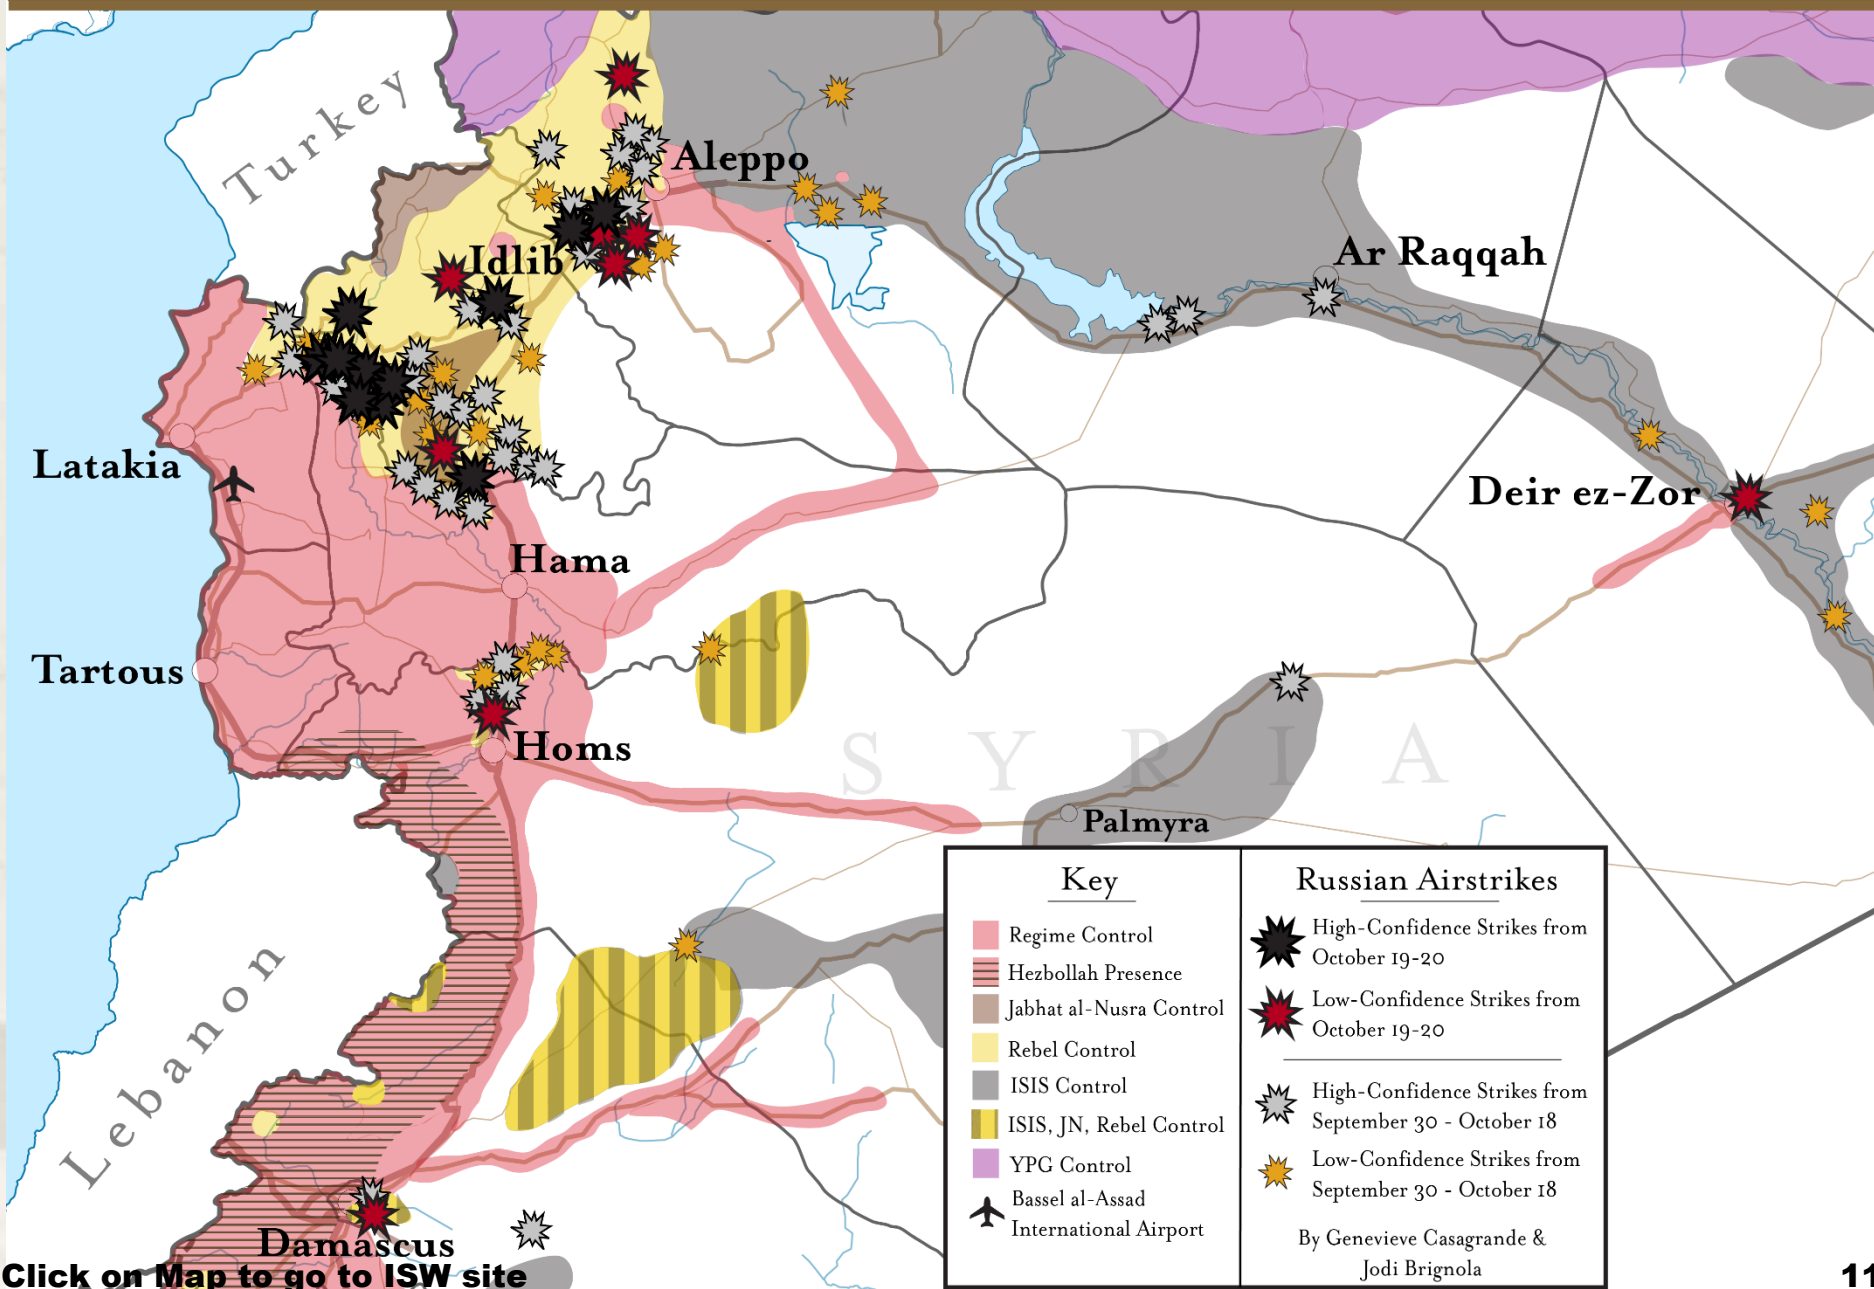 Turkey
Aleppo
Idlib
Ar Raqqah
Latakia
Deir ez-Zor
Hama
Tartous
Homs
SYRIA
Palmyra
Lebanon
Damascus
Key
Regime Control
Hezbollah Presence
Jabhat al-Nusra Control
Rebel Control
ISIS Control
ISIS, JN, Rebel Control
YPG Control
Bassel al-Assad
International Airport
Russian Airstrikes
High-Confidence Strikes from
October 19-20
Low-Confidence Strikes from
October 19-20
High-Confidence Strikes from
September 30 - October 18
Low-Confidence Strikes from
September 30 - October 18
By Genevieve Casagrande &
Jodi Brignola
Click on Map to go to ISW site
11